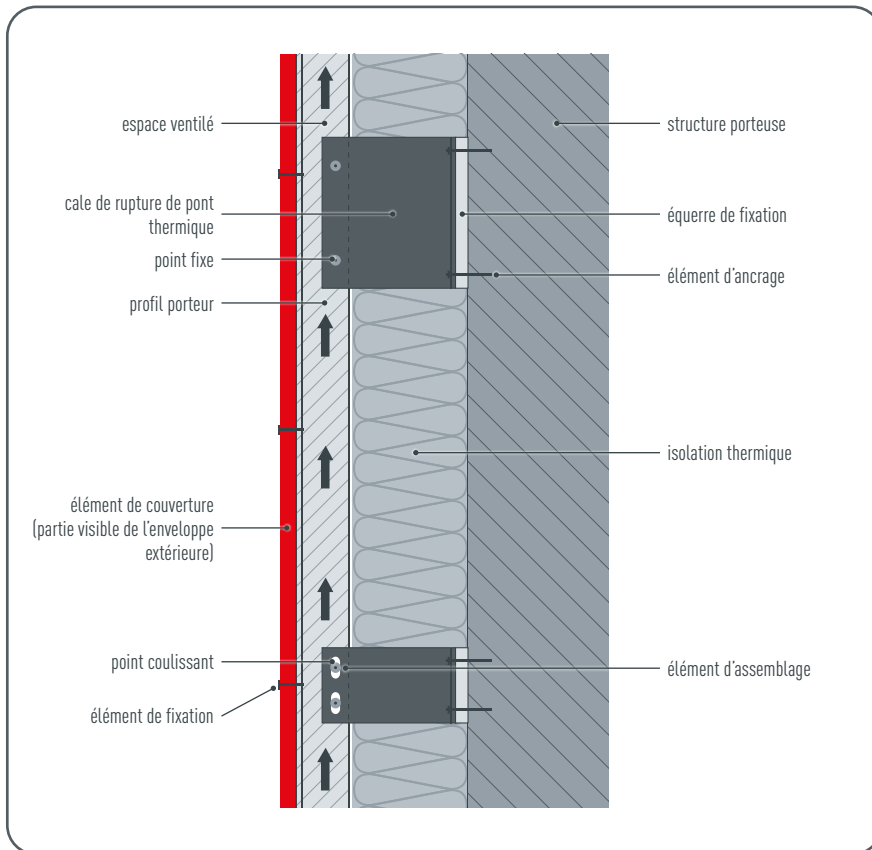 espace ventilé
cale de rupture de pont
thermique
point fixe
profil porteur
élément de couverture
(partie visible de l'enveloppe
extérieure)
point coulissant
élément de fixation
structure porteuse
équerre de fixation
élément d'ancrage
isolation thermique
élément d'assemblage